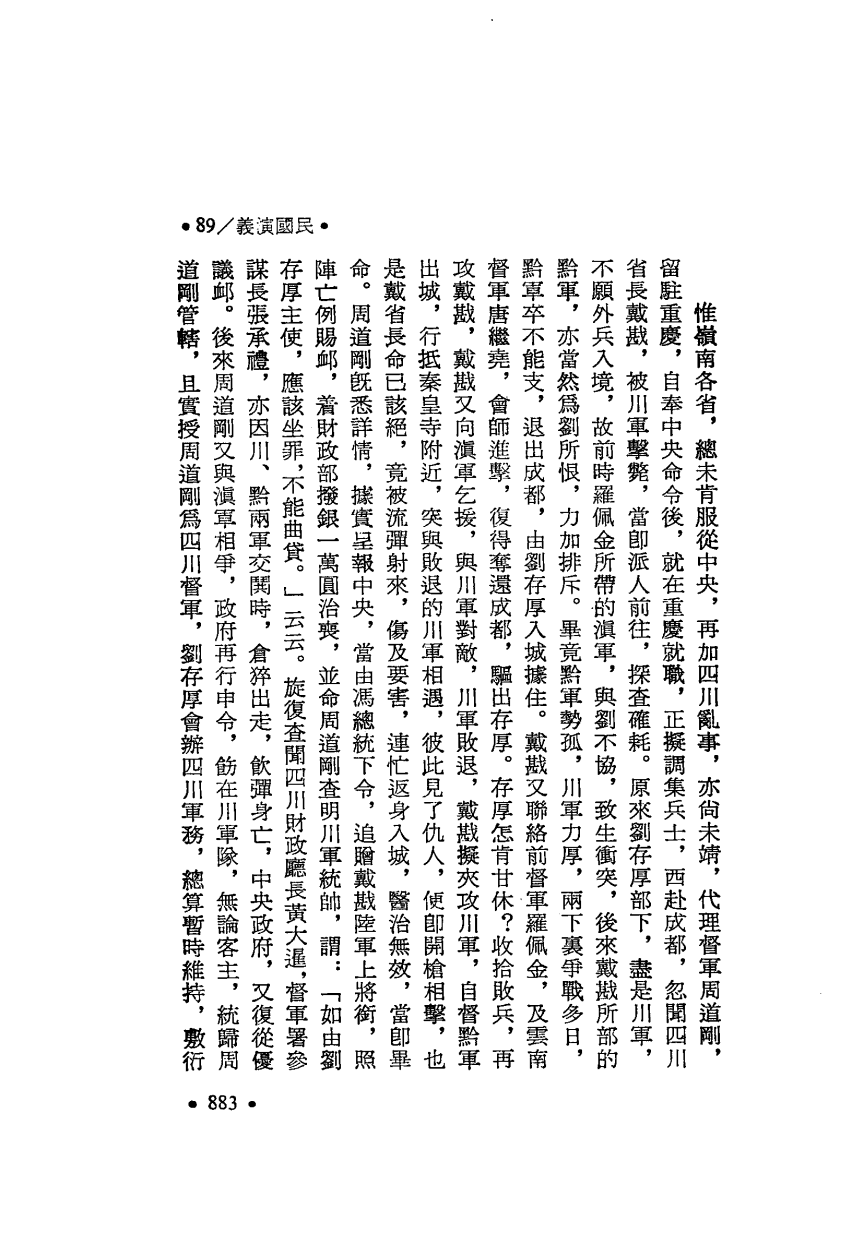 •89／義演國民•
惟嶺南各省，總未肯服從中央，再加四川亂事，亦尙未靖，代理督軍周道剛，
留駐重慶，自奉中央命令後，就在重慶就職，正擬調集兵士，西赴成都，忽聞四川
省長戴戡，被川軍擊斃，當卽派人前往，探查確耗。原來劉存厚部下，盡是川軍，
不願外兵入境，故前時羅佩金所帶的滇軍，與劉不協，致生衝突，後來戴戡所部的
黔軍，亦當然爲劉所恨，力加排斥。畢竟黔軍勢孤，川軍力厚，兩下裏爭戰多日，
黔軍卒不能支，退出成都，由劉存厚入城據住。戴戡又聯絡前督軍羅佩金，及雲南
督軍唐繼堯，會師進擊，復得奪還成都，驅出存厚。存厚怎肯甘休？收拾敗兵，再
攻戴戡，戴戡又向滇軍乞援，與川軍對敵，川軍敗退，戴戡擬夾攻川軍，自督黔軍
出城，行抵秦皇寺附近，突與敗退的川軍相遇，彼此見了仇人，便卽開槍相擊，也
是戴省長命已該絕，竟被流彈射來，傷及要害，連忙返身入城，醫治無效，當卽畢
命。周道剛旣悉詳情，據實呈報中央，當由馮總統下令，追贈戴戡陸軍上將銜，照
陣亡例賜䘏，着財政部撥銀一萬圓治喪，並命周道剛查明川軍統帥，謂：「如由劉
存厚主使，應該坐罪，不能曲貸。」云云。旋復查聞四川財政廳長黃大暹，督軍署參
謀長張承禮，亦因川、黔兩軍交鬨時，倉猝出走，飮彈身亡，中央政府，又復從優
議䘏。後來周道剛又與滇軍相爭，政府再行申令，飭在川軍隊，無論客主，統歸周
道剛管轄，且實授周道剛爲四川督軍，劉存厚會辦四川軍務，總算暫時維持，敷衍
•883•